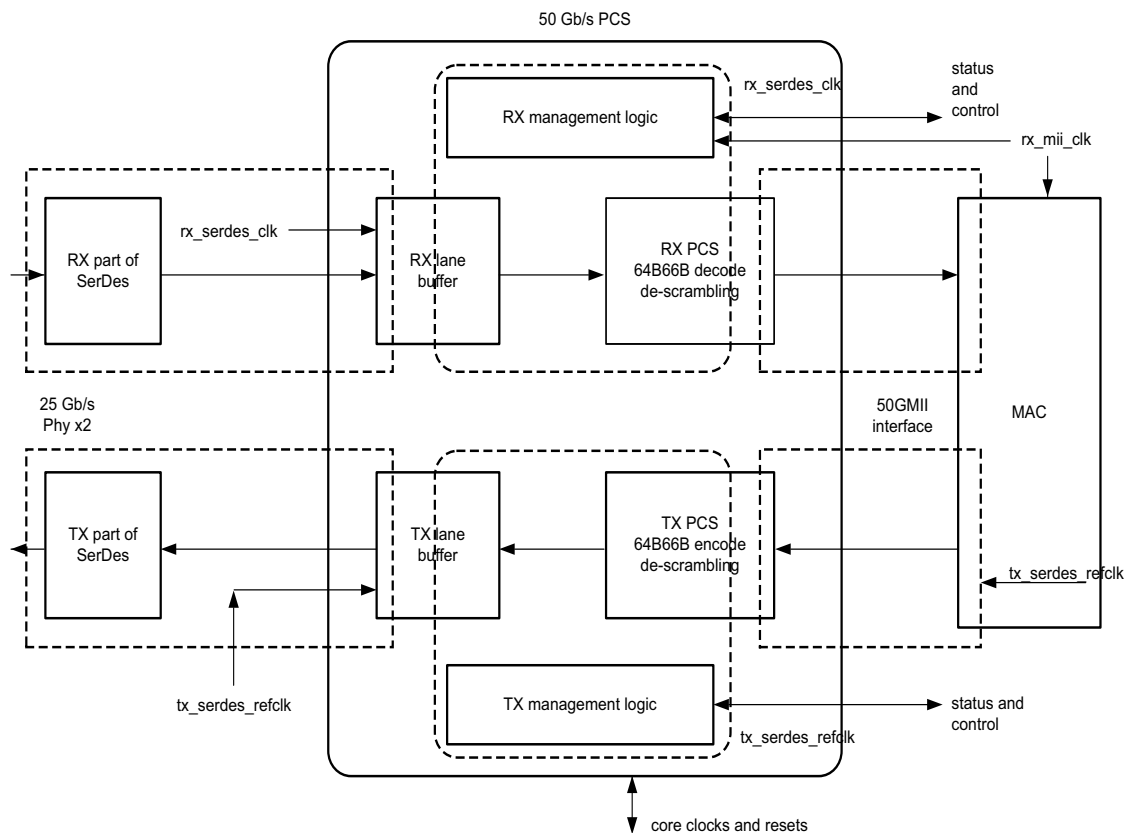 50 Gb/s PCS
RX management logic
rx_serdes_clk
status
and
control
rx_mii_clk
RX part of
SerDes
rx_serdes_clk
RX lane
buffer
RX PCS
64B66B decode
de-scrambling
25 Gb/s
Phy x2
50GMII
interface
MAC
TX part of
SerDes
TX lane
buffer
TX PCS
64B66B encode
de-scrambling
tx_serdes_refclk
tx_serdes_refclk
TX management logic
status and
control
tx_serdes_refclk
core clocks and resets